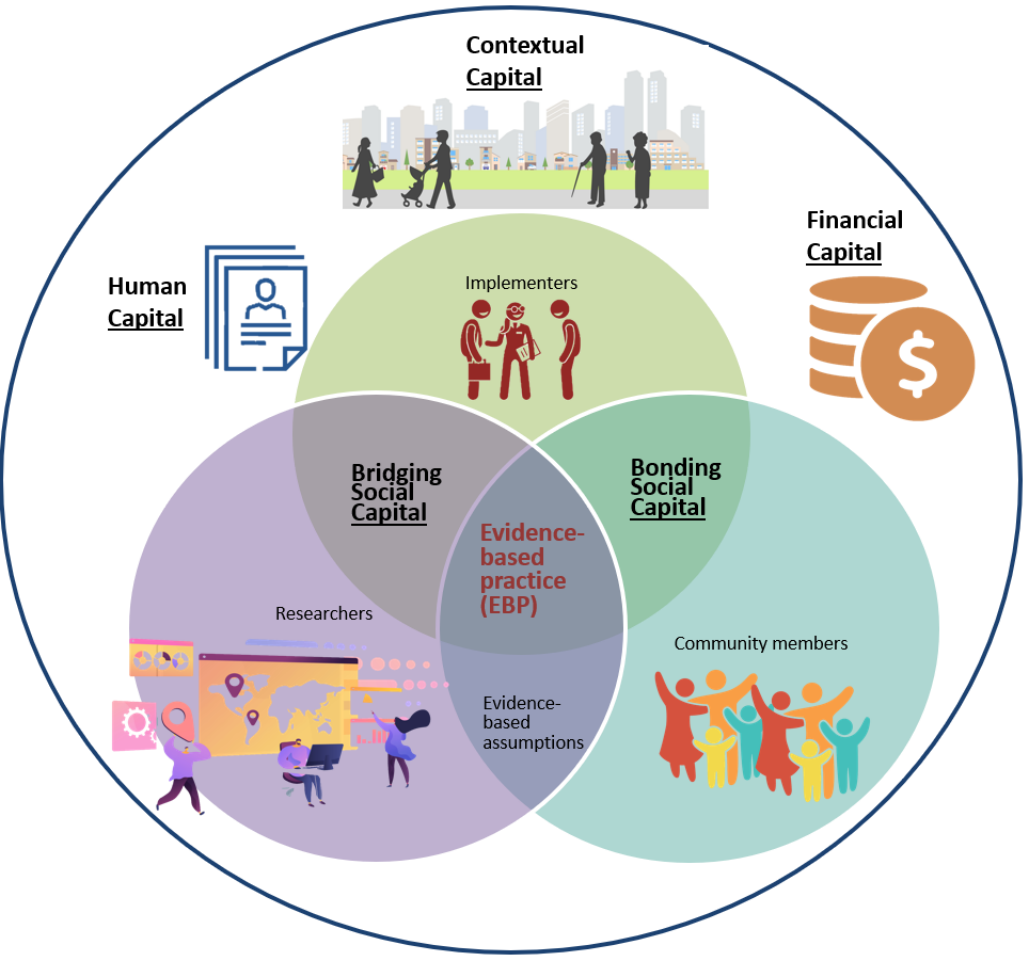 Contextual
Capital
Financial
Capital
Human
Capital
Implementers
$
Bridging
Social
Capital
Bonding
Social
Capital
Evidence-
based
practice
(EBP)
Researchers
Community members
Evidence-
based
assumptions